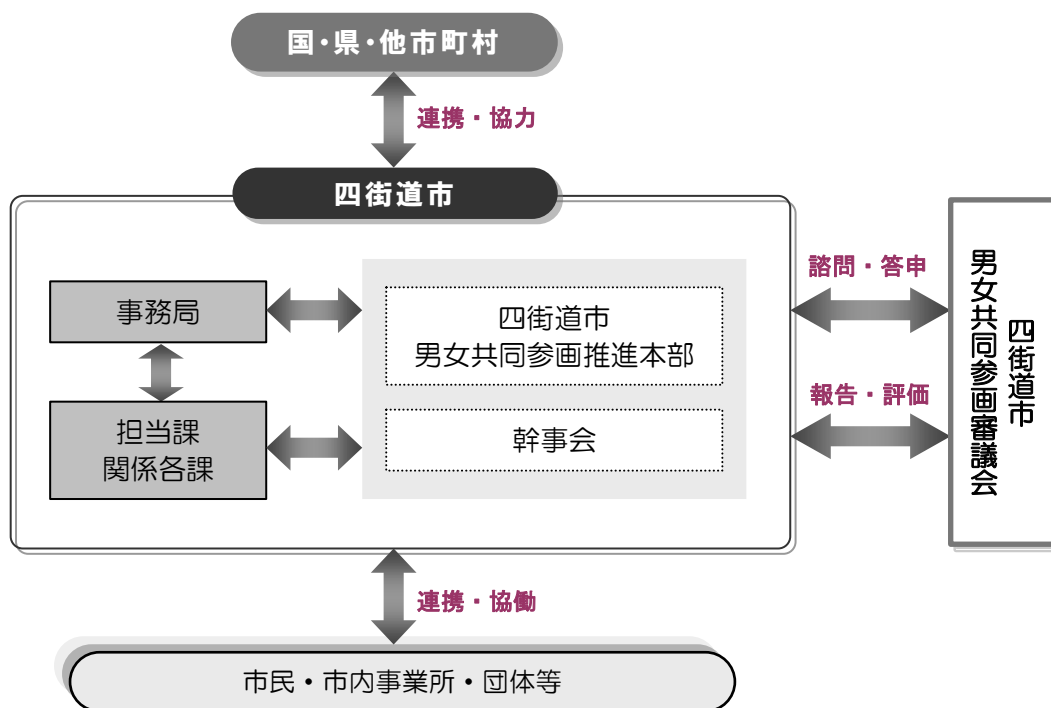 国・県・他市町村
連携・協力
四街道市
事務局
担当課
関係各課
四街道市
男女共同参画推進本部
幹事会
諮問・答申
報告・評価
四街道市
男女共同参画審議会
連携・協働
市民・市内事業所・団体等